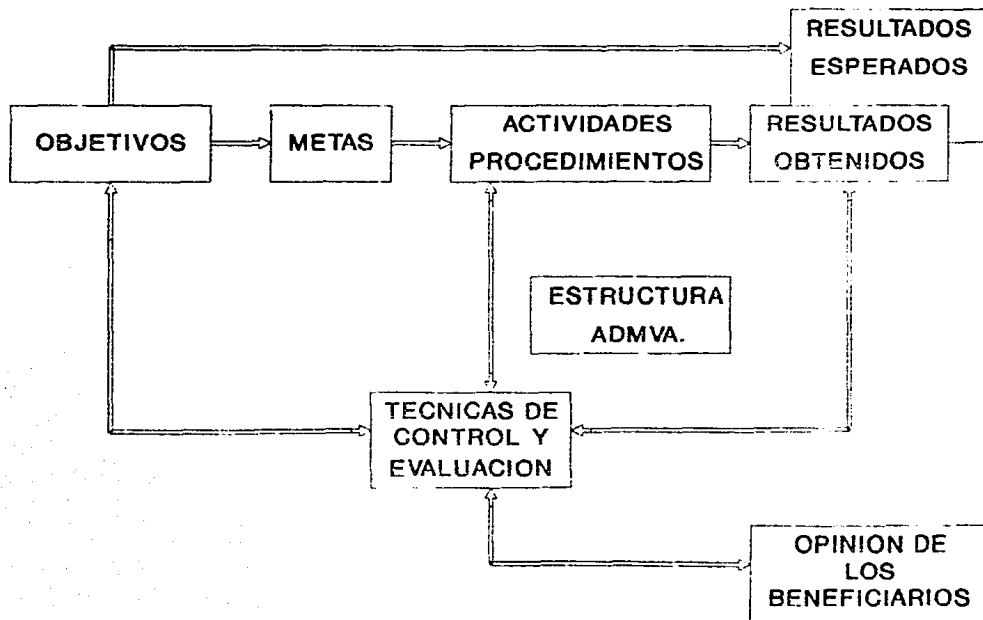 RESULTADOS
ESPERADOS
OBJETIVOS
METAS
ACTIVIDADES
PROCEDIMIENTOS
RESULTADOS
OBTENIDOS
ESTRUCTURA
ADMVA.
TECNICAS DE
CONTROL Y
EVALUACION
OPINION DE
LOS
BENEFICIARIOS